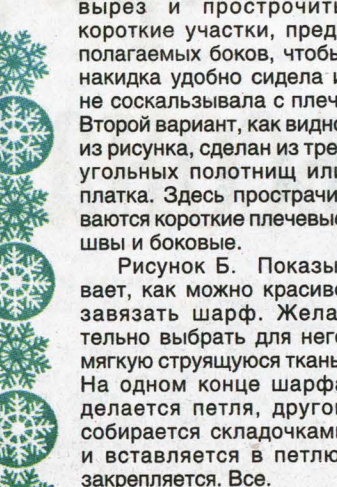 вырез и прострочить
короткие участки, пред-
полагаемых боков, чтобы
накидка удобно сидела и
не соскальзывала с плеч.
Второй вариант, как видно
из рисунка, сделан из тре-
угольных полотнищ или
платка. Здесь прострачи-
ваются короткие плечевые
швы и боковые.
Рисунок Б. Показы-
вает, как можно красиво
завязать шарф. Жела-
тельно выбрать для него
мягкую струящуюся ткань.
На одном конце шарфа
делается петля, другой
собирается складочками
и вставляется в петлю,
закрепляется. Все.